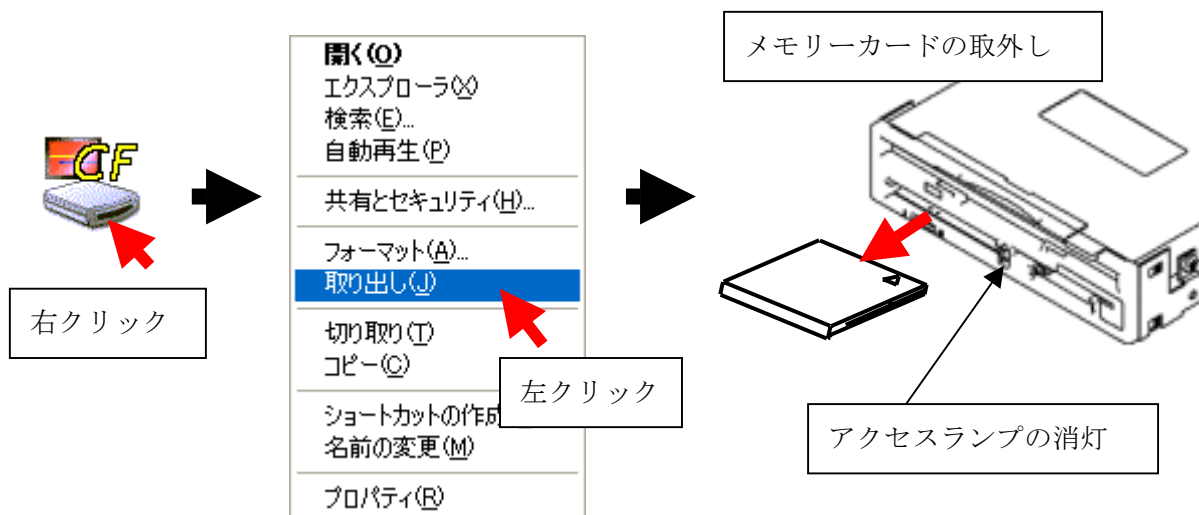 CF
右クリック
開く(O)
エクスプローラ(X)
検索(E)...
自動再生(P)
共有とセキュリティ(H)...
フォーマット(A)...
取り出し(J)
切り取り(T)
コピー(C)
ショートカットの作成
名前の変更(M)
プロパティ(R)
左クリック
メモリーカードの取外し
アクセスランプの消灯